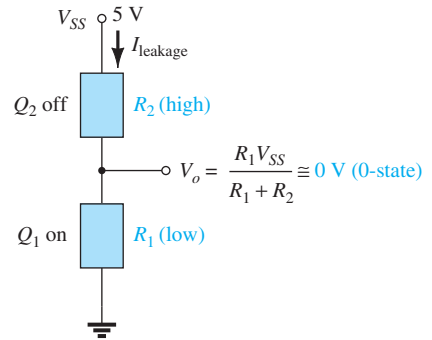 V_SS 5 V
I_leakage
Q_2 off R_2 (high)
V_o = R_1V_SS / R_1 + R_2 ≅ 0 V (0-state)
Q_1 on R_1 (low)